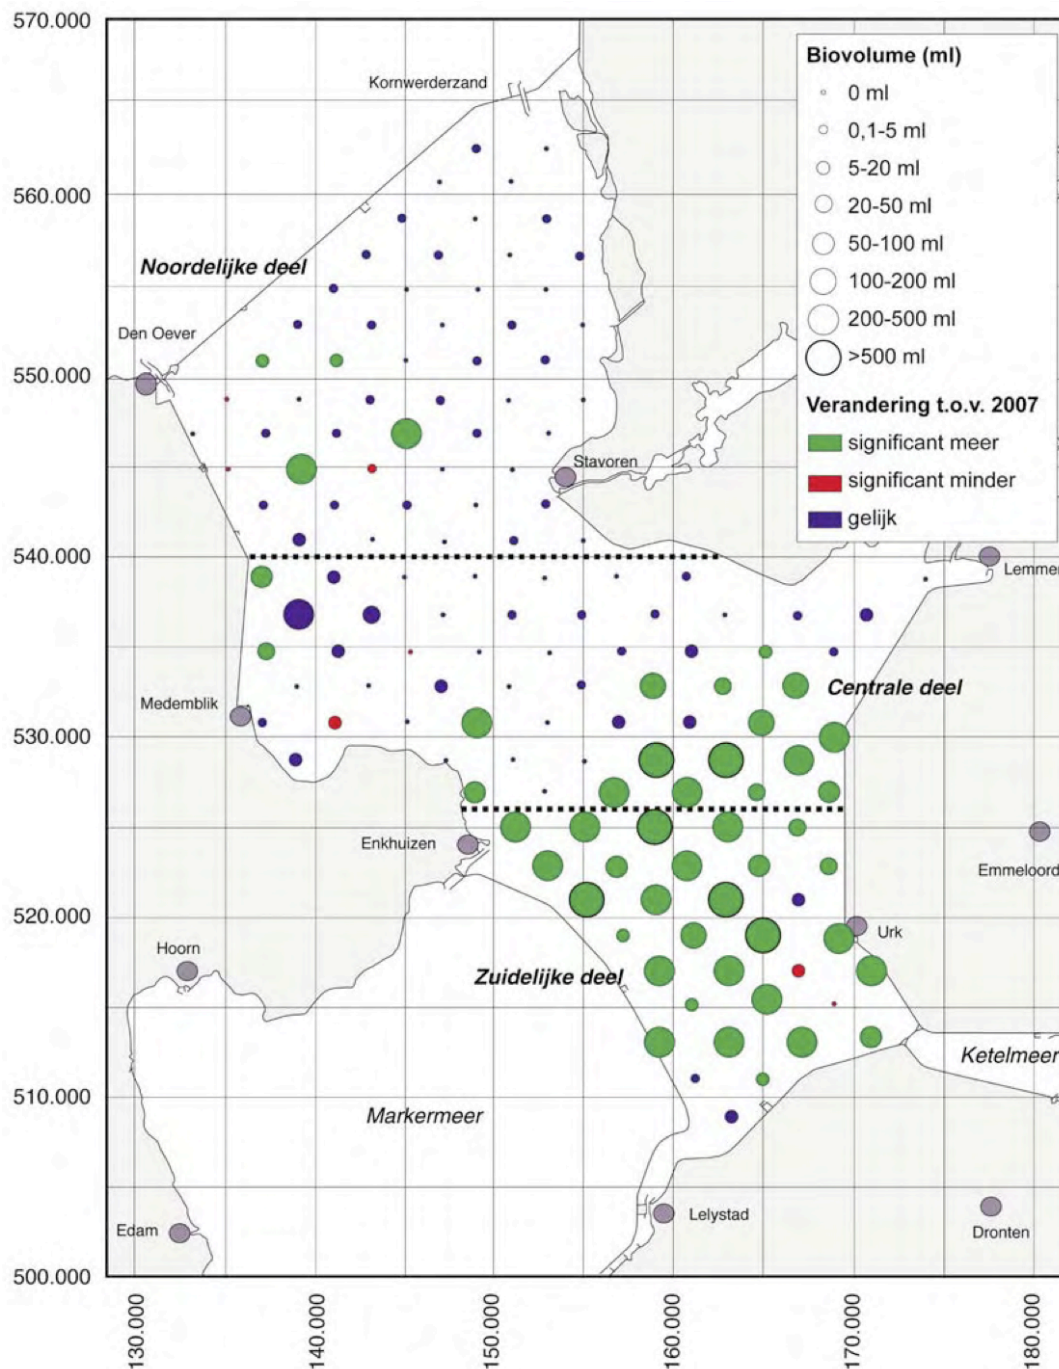 570.000
Kornwerderzand
Biovolume (ml)
0 ml
0,1-5 ml
5-20 ml
20-50 ml
50-100 ml
100-200 ml
200-500 ml
>500 ml
Verandering t.o.v. 2007
significant meer
significant minder
gelijk
560.000
Noordelijke deel
Den Oever
550.000
Stavoren
540.000
Lemmer
Medemblik
Centrale deel
530.000
Enkhuizen
Emmeloord
520.000
Urk
Hoorn
Zuidelijke deel
Ketelmeer
510.000
Markermeer
Edam
Lelystad
Dronten
500.000
130.000
140.000
150.000
160.000
170.000
180.000